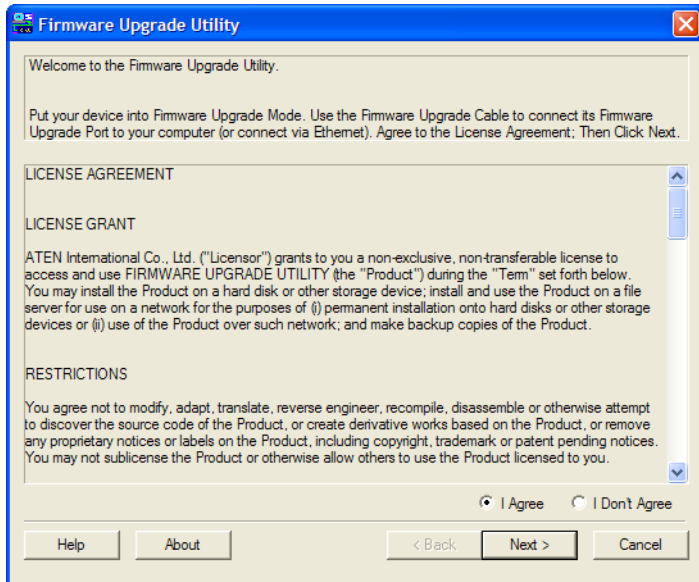 Firmware Upgrade Utility
Welcome to the Firmware Upgrade Utility.
Put your device into Firmware Upgrade Mode. Use the Firmware Upgrade Cable to connect its Firmware
Upgrade Port to your computer (or connect via Ethernet). Agree to the License Agreement; Then Click Next.
LICENSE AGREEMENT
LICENSE GRANT
ATEN International Co., Ltd. ("Licensor") grants to you a non-exclusive, non-transferable license to
access and use FIRMWARE UPGRADE UTILITY (the "Product") during the "Term" set forth below.
You may install the Product on a hard disk or other storage device; install and use the Product on a file
server for use on a network for the purposes of (i) permanent installation onto hard disks or other storage
devices or (ii) use of the Product over such network; and make backup copies of the Product.
RESTRICTIONS
You agree not to modify, adapt, translate, reverse engineer, recompile, disassemble or otherwise attempt
to discover the source code of the Product, or create derivative works based on the Product, or remove
any proprietary notices or labels on the Product, including copyright, trademark or patent pending notices.
You may not sublicense the Product or otherwise allow others to use the Product licensed to you.
I Agree I Don't Agree
Help About < Back Next > Cancel